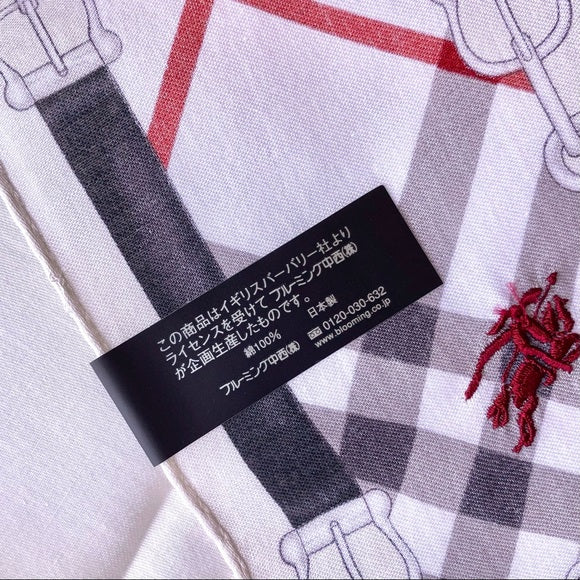 この商品はイギリスバーバリー社より
ライセンスを受けて ブルーミング中西㈱
が企画生産したものです。
綿100% 日本製
ブルーミング中西㈱ 0120-030-632
www.blooming.co.jp